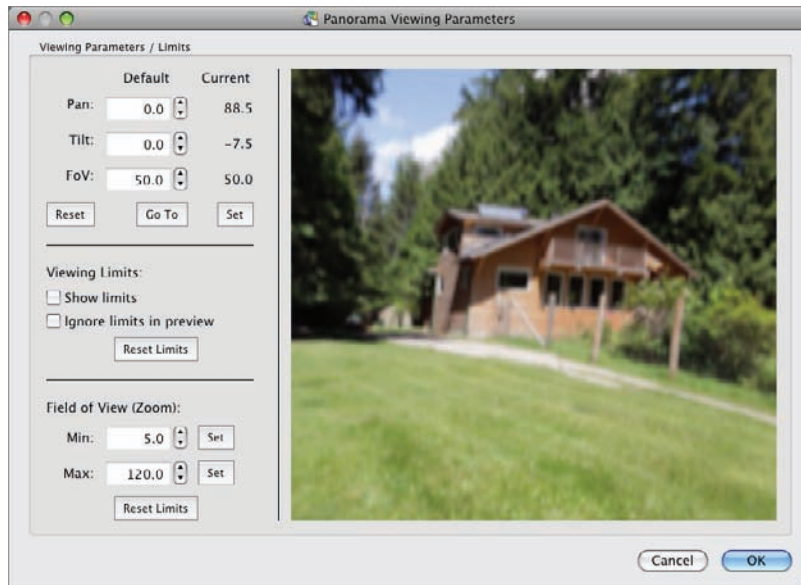 Panorama Viewing Parameters
Viewing Parameters / Limits
Default Current
Pan: 0.0 88.5
Tilt: 0.0 -7.5
FoV: 50.0 50.0
Reset Go To Set
Viewing Limits:
Show limits
Ignore limits in preview
Reset Limits
Field of View (Zoom):
Min: 5.0 Set
Max: 120.0 Set
Reset Limits
Cancel OK